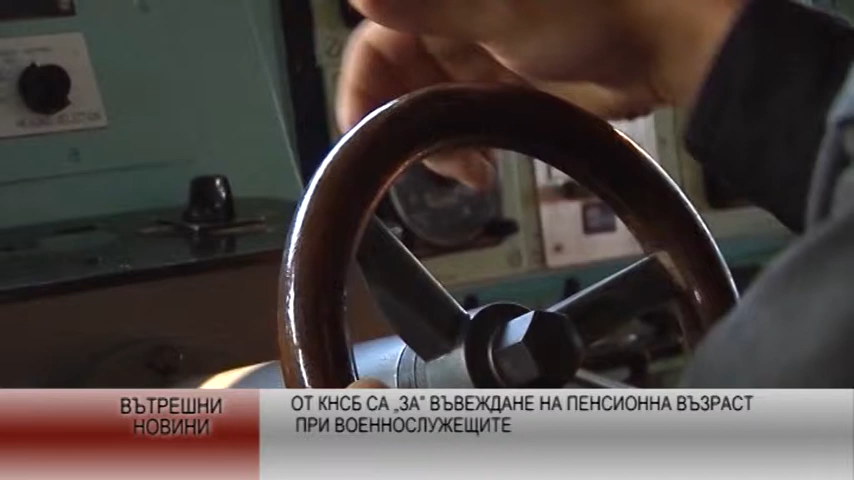 ВЪТРЕШНИ
НОВИНИ
ОТ КНСБ СА „ЗА" ВЪВЕЖДАНЕ НА ПЕНСИОННА ВЪЗРАСТ
ПРИ ВОЕННОСЛУЖЕЩИТЕ